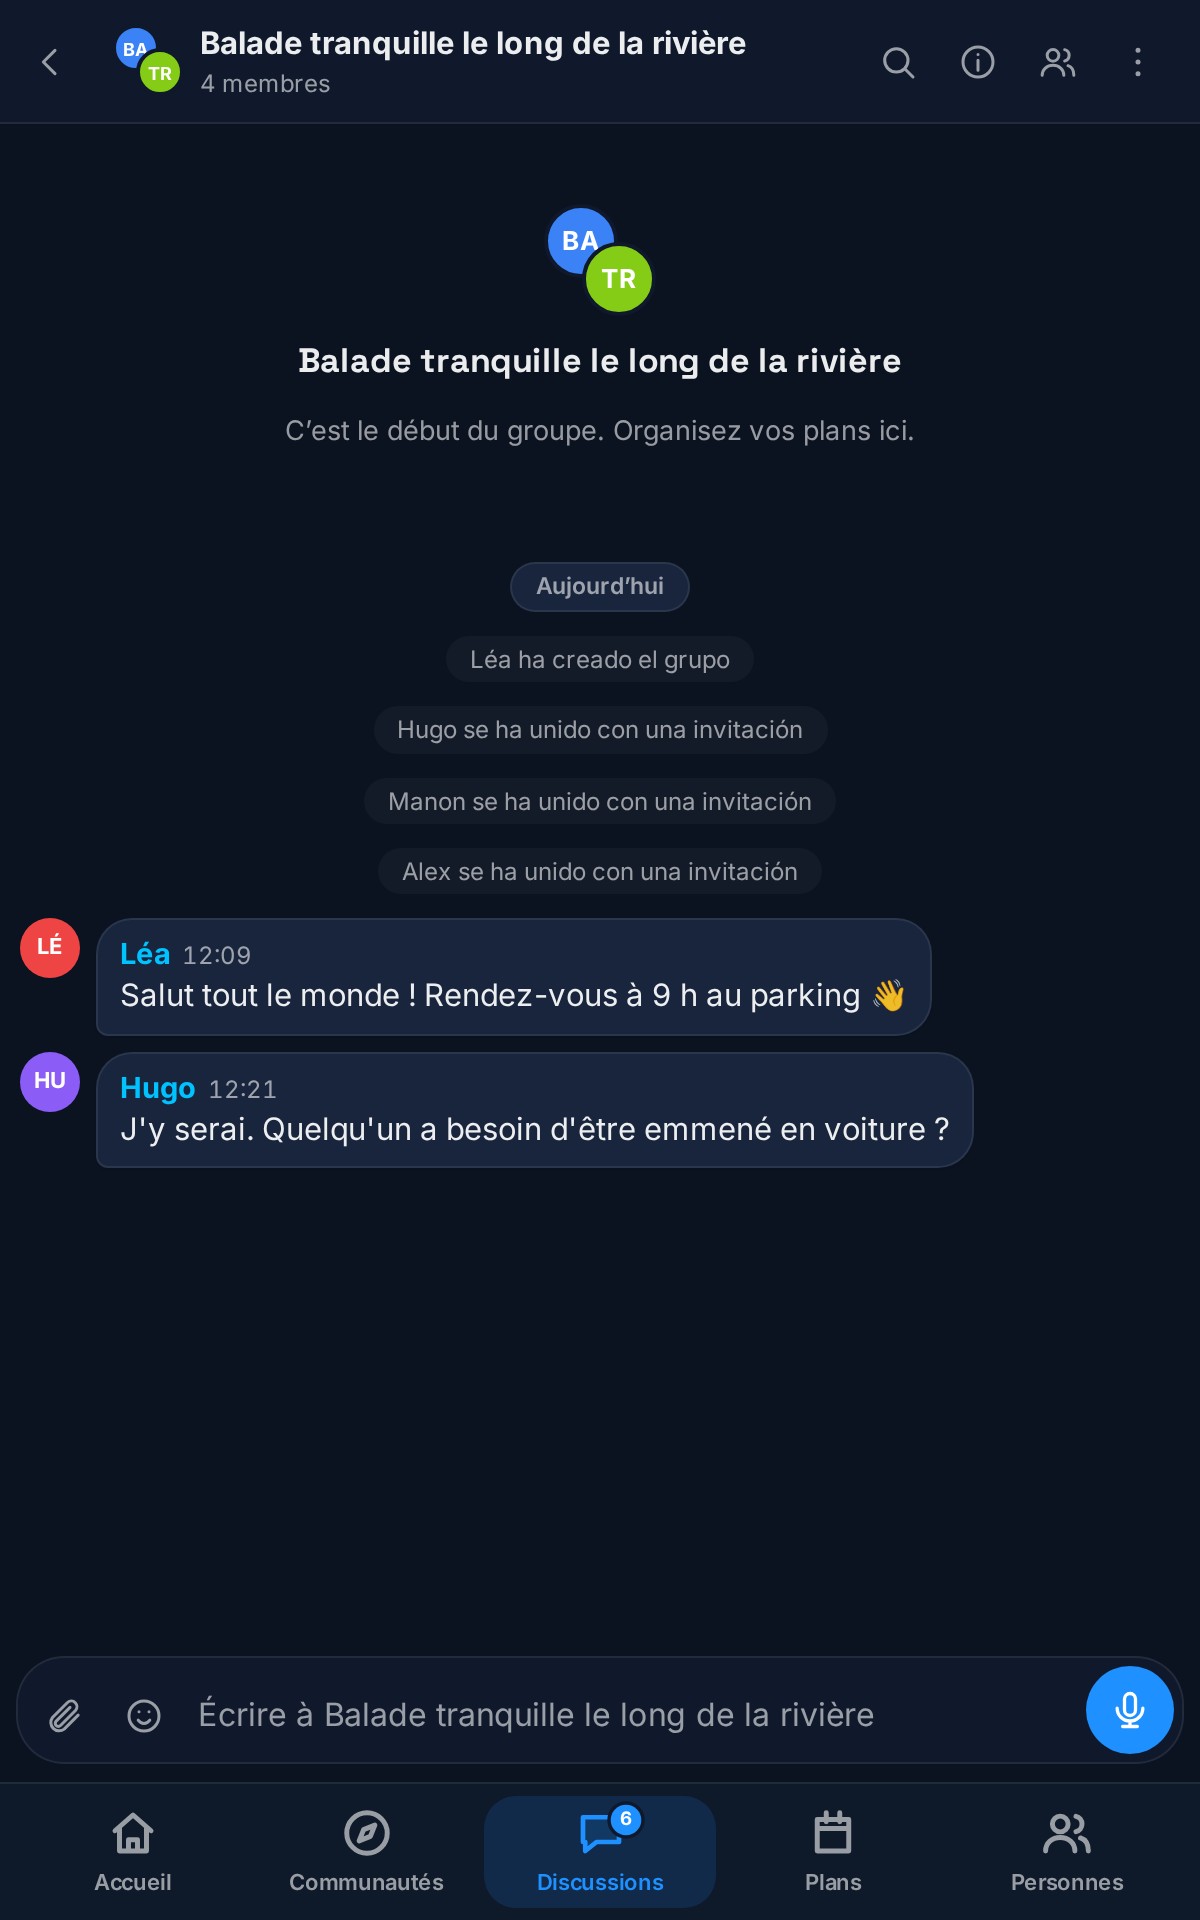 BA
TR
Balade tranquille le long de la rivière
4 membres
BA
TR
Balade tranquille le long de la rivière
C’est le début du groupe. Organisez vos plans ici.
Aujourd’hui
Léa ha creado el grupo
Hugo se ha unido con una invitación
Manon se ha unido con una invitación
Alex se ha unido con una invitación
LÉ
Léa 12:09
Salut tout le monde ! Rendez-vous à 9 h au parking 👋
HU
Hugo 12:21
J'y serai. Quelqu'un a besoin d'être emmené en voiture ?
Écrire à Balade tranquille le long de la rivière
6
Accueil
Communautés
Discussions
Plans
Personnes